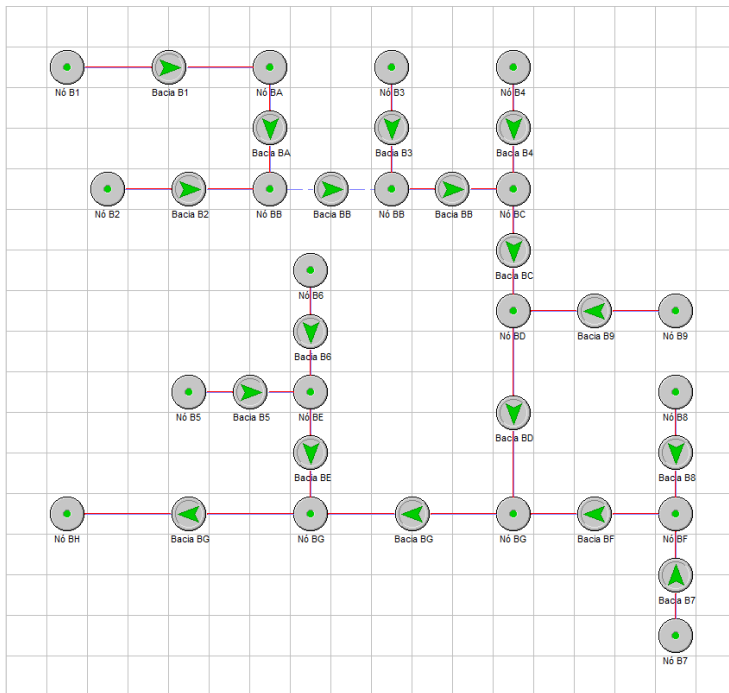 Nó B1
Bacia B1
Nó BA
Nó B3
Nó B4
Bacia BA
Bacia B3
Bacia B4
Nó B2
Bacia B2
Nó BB
Bacia BB
Nó BB
Bacia BB
Nó BC
Bacia BC
Nó B6
Nó BD
Bacia B9
Nó B9
Bacia B6
Nó B5
Bacia B5
Nó BE
Nó B8
Bacia BD
Bacia BE
Bacia B8
Nó BH
Bacia BG
Nó BG
Bacia BG
Nó BG
Bacia BF
Nó BF
Bacia B7
Nó B7